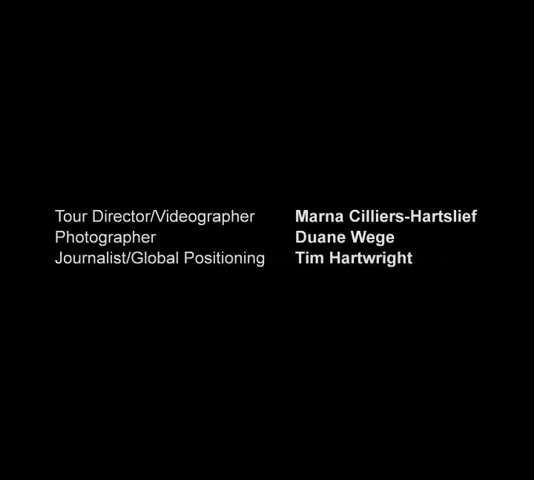 Tour Director/Videographer Marna Cilliers-Hartslief
Photographer Duane Wege
Journalist/Global Positioning Tim Hartwright